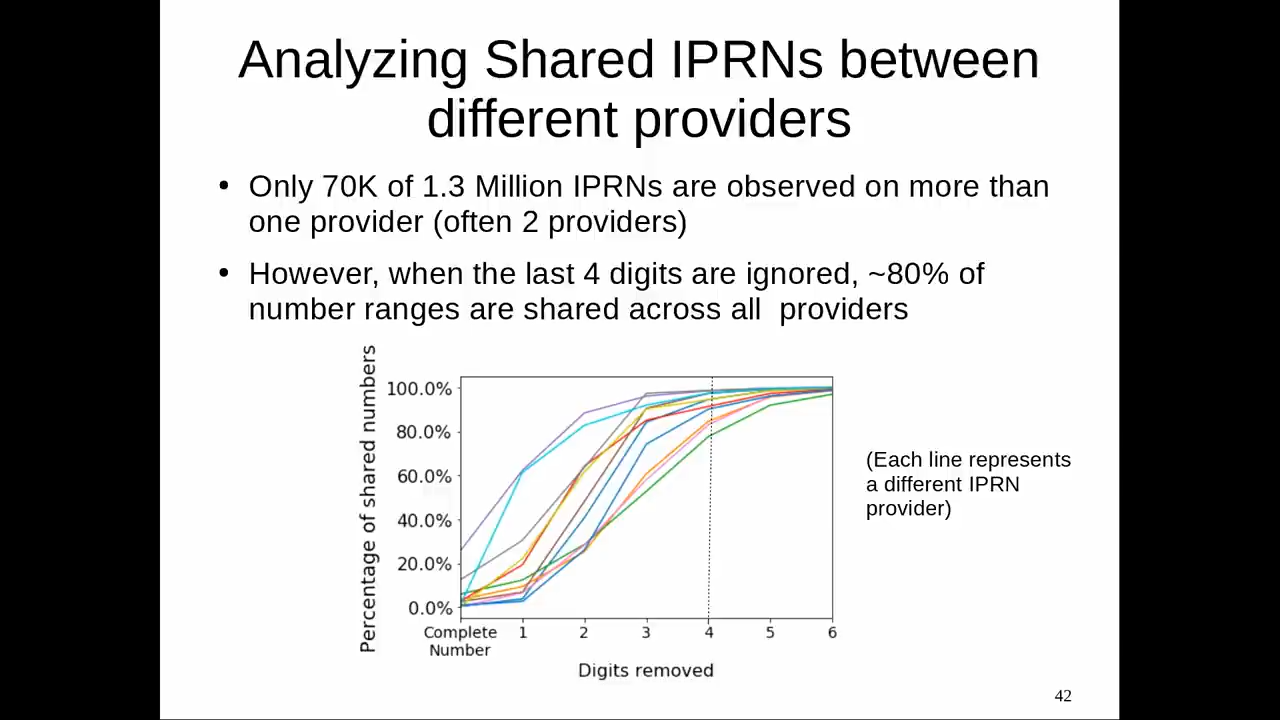 Analyzing Shared IPRNs between
different providers
• Only 70K of 1.3 Million IPRNs are observed on more than
one provider (often 2 providers)
• However, when the last 4 digits are ignored, ~80% of
number ranges are shared across all  providers
Percentage of shared numbers
100.0%
80.0%
60.0%
40.0%
20.0%
0.0%
Complete
Number
1 2 3 4 5 6
Digits removed
(Each line represents
a different IPRN
provider)
42